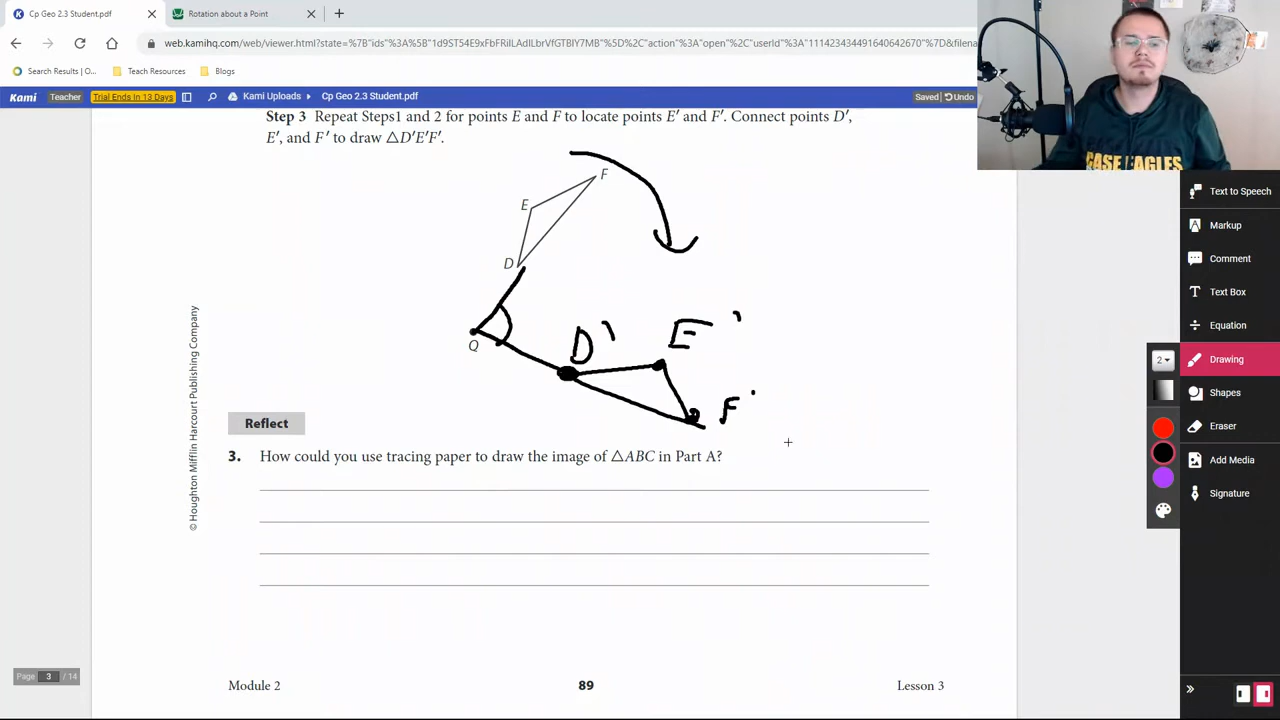 Cp Geo 2.3 Student.pdf
Rotation about a Point
web.kamihq.com/web/viewer.html?state=%7B"ids"%3A%5B"1d9ST54E9xFbFRilLAdlLbrVfGTBIY7MB"%5D%2C"action"%3A"open"%2C"userId"%3A"111423434491640642670"%7D&filenam
Search Results | O...
Teach Resources
Blogs
Kami
Teacher
Trial Ends In 13 Days
Kami Uploads
Cp Geo 2.3 Student.pdf
Saved
Undo
CASE EAGLES
Step 3 Repeat Steps1 and 2 for points E and F to locate points E′ and F′. Connect points D′,
E′, and F′ to draw △D′E′F′.
F
E
D
Q
D'
E'
F'
© Houghton Mifflin Harcourt Publishing Company
Reflect
3. How could you use tracing paper to draw the image of △ABC in Part A?
Module 2
89
Lesson 3
Page 3 / 14
Text to Speech
Markup
Comment
Text Box
Equation
2
Drawing
Shapes
Eraser
Add Media
Signature